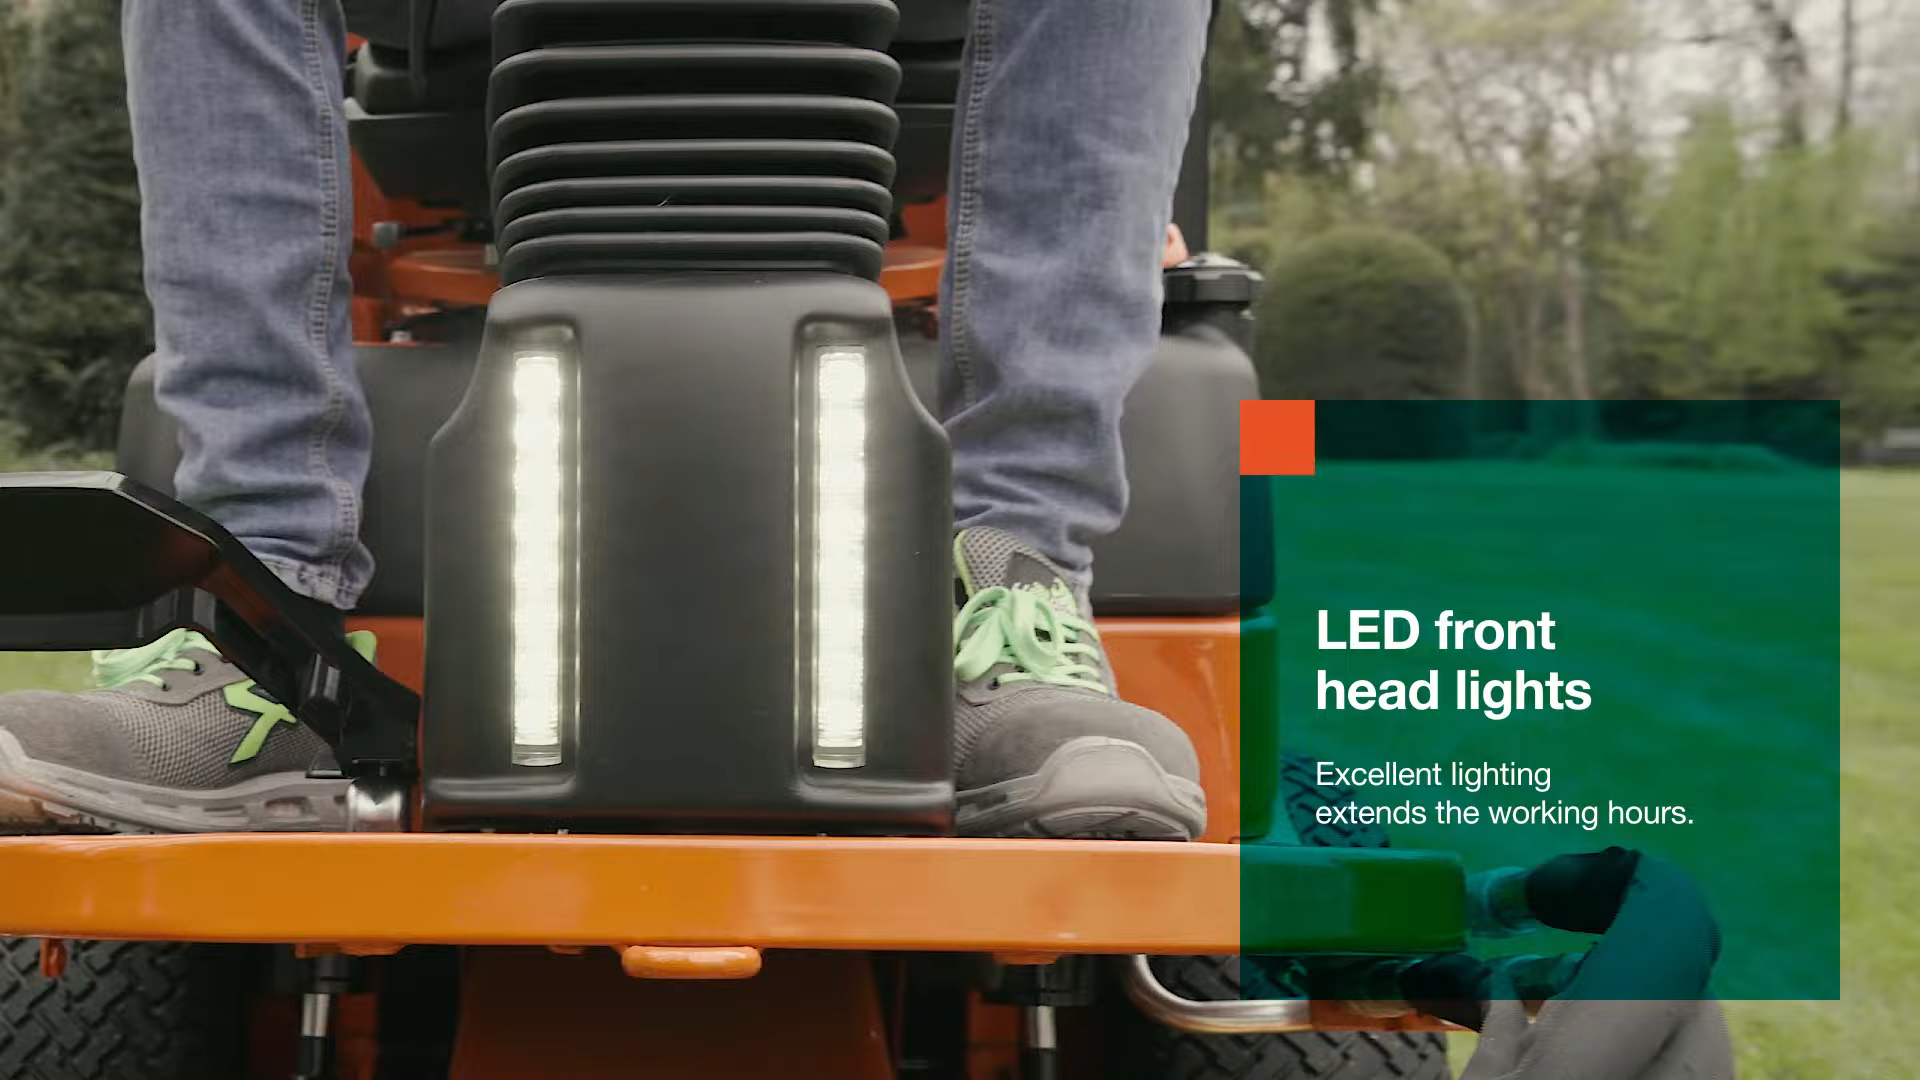 LED front
head lights
Excellent lighting
extends the working hours.